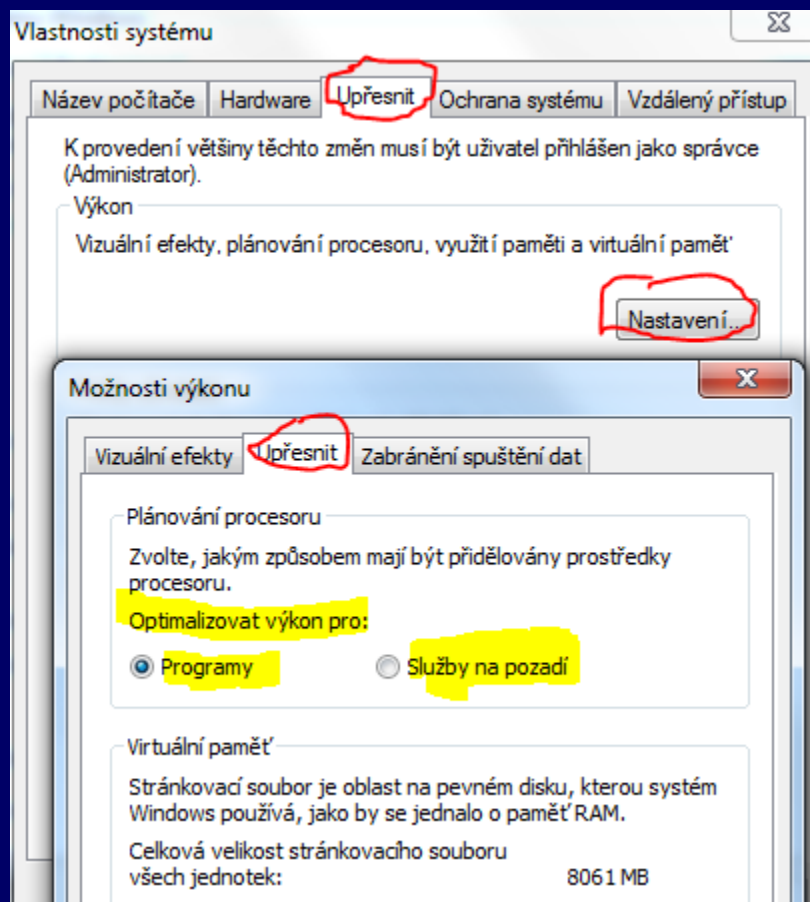 Vlastnosti systému
Název počítače Hardware Upřesnit Ochrana systému Vzdálený přístup
K provedení většiny těchto změn musí být uživatel přihlášen jako správce
(Administrator).
Výkon
Vizuální efekty, plánování procesoru, využití paměti a virtuální paměť
Nastavení...
Možnosti výkonu
Vizuální efekty Upřesnit Zabránění spuštění dat
Plánování procesoru
Zvolte, jakým způsobem mají být přidělovány prostředky
procesoru.
Optimalizovat výkon pro:
Programy Služby na pozadí
Virtuální paměť
Stránkovací soubor je oblast na pevném disku, kterou systém
Windows používá, jako by se jednalo o paměť RAM.
Celková velikost stránkovacího souboru
všech jednotek: 8061 MB